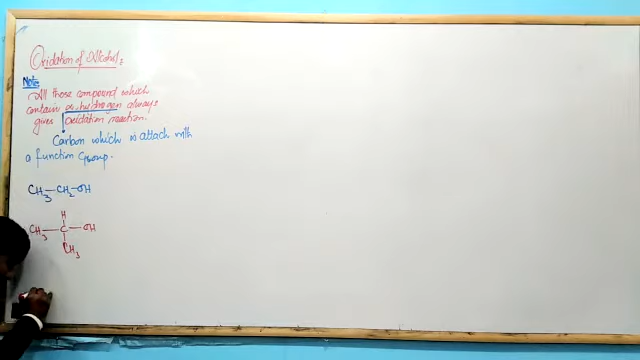 Oxidation of Alcohol:
Note
All those compound which
contain α-hydrogen always
gives oxidation reaction.
Carbon which is attach with
a function Group.
CH3—CH2—OH
H
CH3—C—OH
CH3